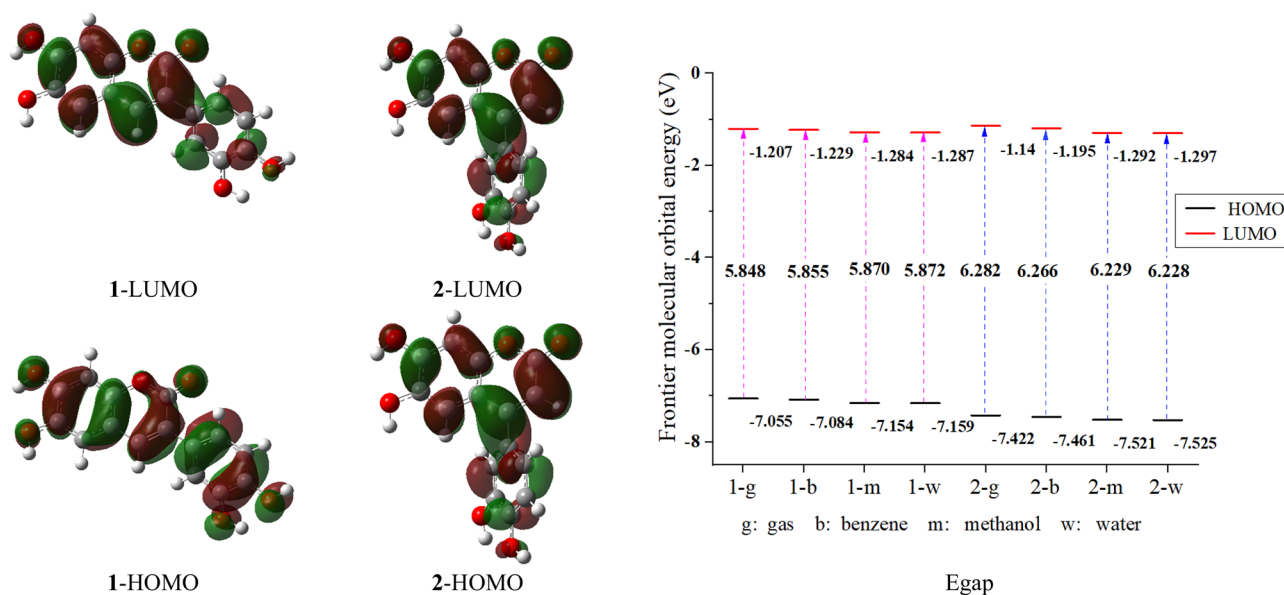 1-LUMO
2-LUMO
1-HOMO
2-HOMO
Frontier molecular orbital energy (eV)
0
-2
-4
-6
-8
-1.207
-1.229
-1.284
-1.287
-1.14
-1.195
-1.292
-1.297
HOMO
LUMO
5.848
5.855
5.870
5.872
6.282
6.266
6.229
6.228
-7.055
-7.084
-7.154
-7.159
-7.422
-7.461
-7.521
-7.525
1-g 1-b 1-m 1-w 2-g 2-b 2-m 2-w
g: gas b: benzene m: methanol w: water
Egap